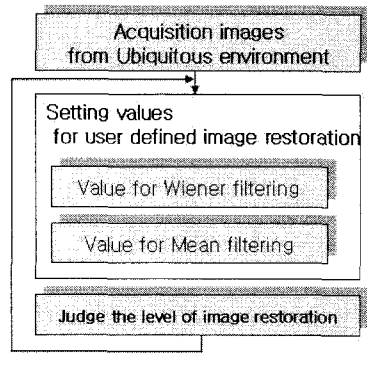 Acquisition images
from Ubiquitous environment
Setting values
for user defined image restoration
Value for Wiener filtering
Value for Mean filtering
Judge the level of image restoration